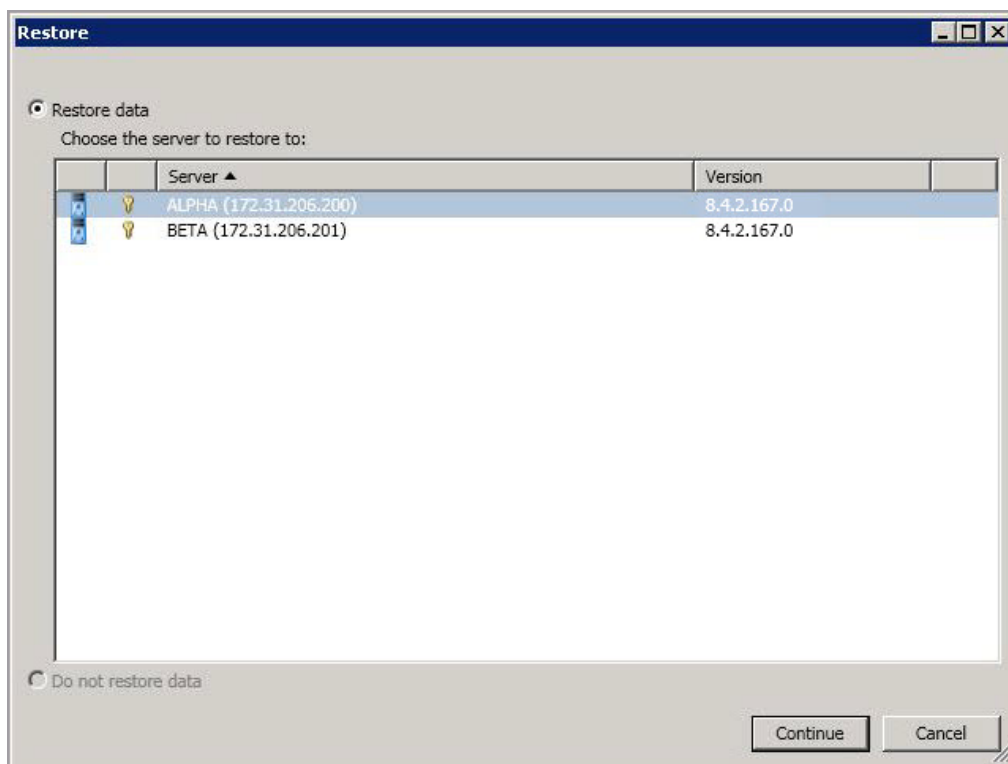 Restore
Restore data
Choose the server to restore to:
Server Version
ALPHA (172.31.206.200) 8.4.2.167.0
BETA (172.31.206.201) 8.4.2.167.0
Do not restore data
Continue Cancel